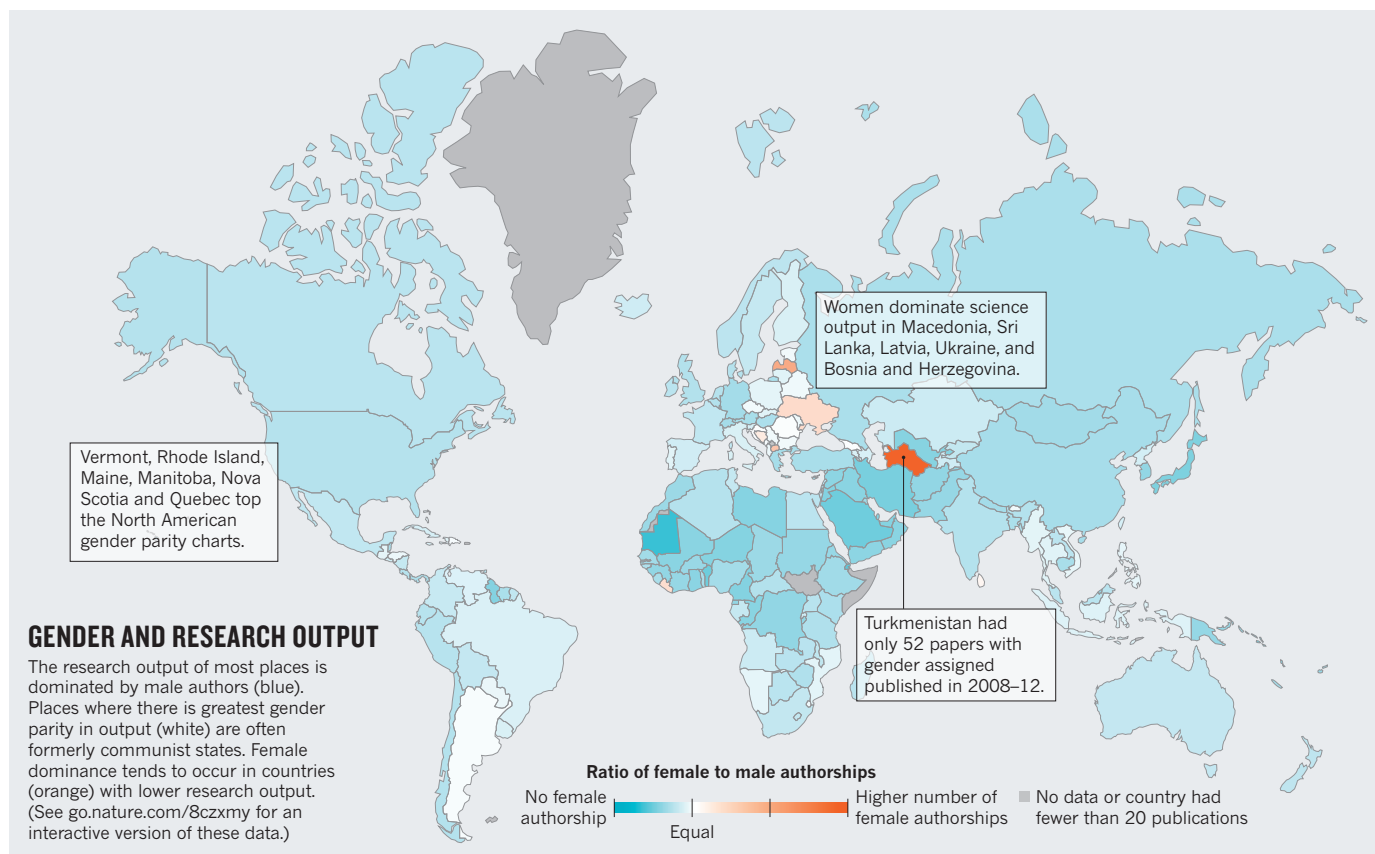 Women dominate science
output in Macedonia, Sri
Lanka, Latvia, Ukraine, and
Bosnia and Herzegovina.
Vermont, Rhode Island,
Maine, Manitoba, Nova
Scotia and Quebec top
the North American
gender parity charts.
Turkmenistan had
only 52 papers with
gender assigned
published in 2008–12.
GENDER AND RESEARCH OUTPUT
The research output of most places is
dominated by male authors (blue).
Places where there is greatest gender
parity in output (white) are often
formerly communist states. Female
dominance tends to occur in countries
(orange) with lower research output.
(See go.nature.com/8czxmy for an
interactive version of these data.)
Ratio of female to male authorships
No female
authorship
Equal
Higher number of
female authorships
No data or country had
fewer than 20 publications